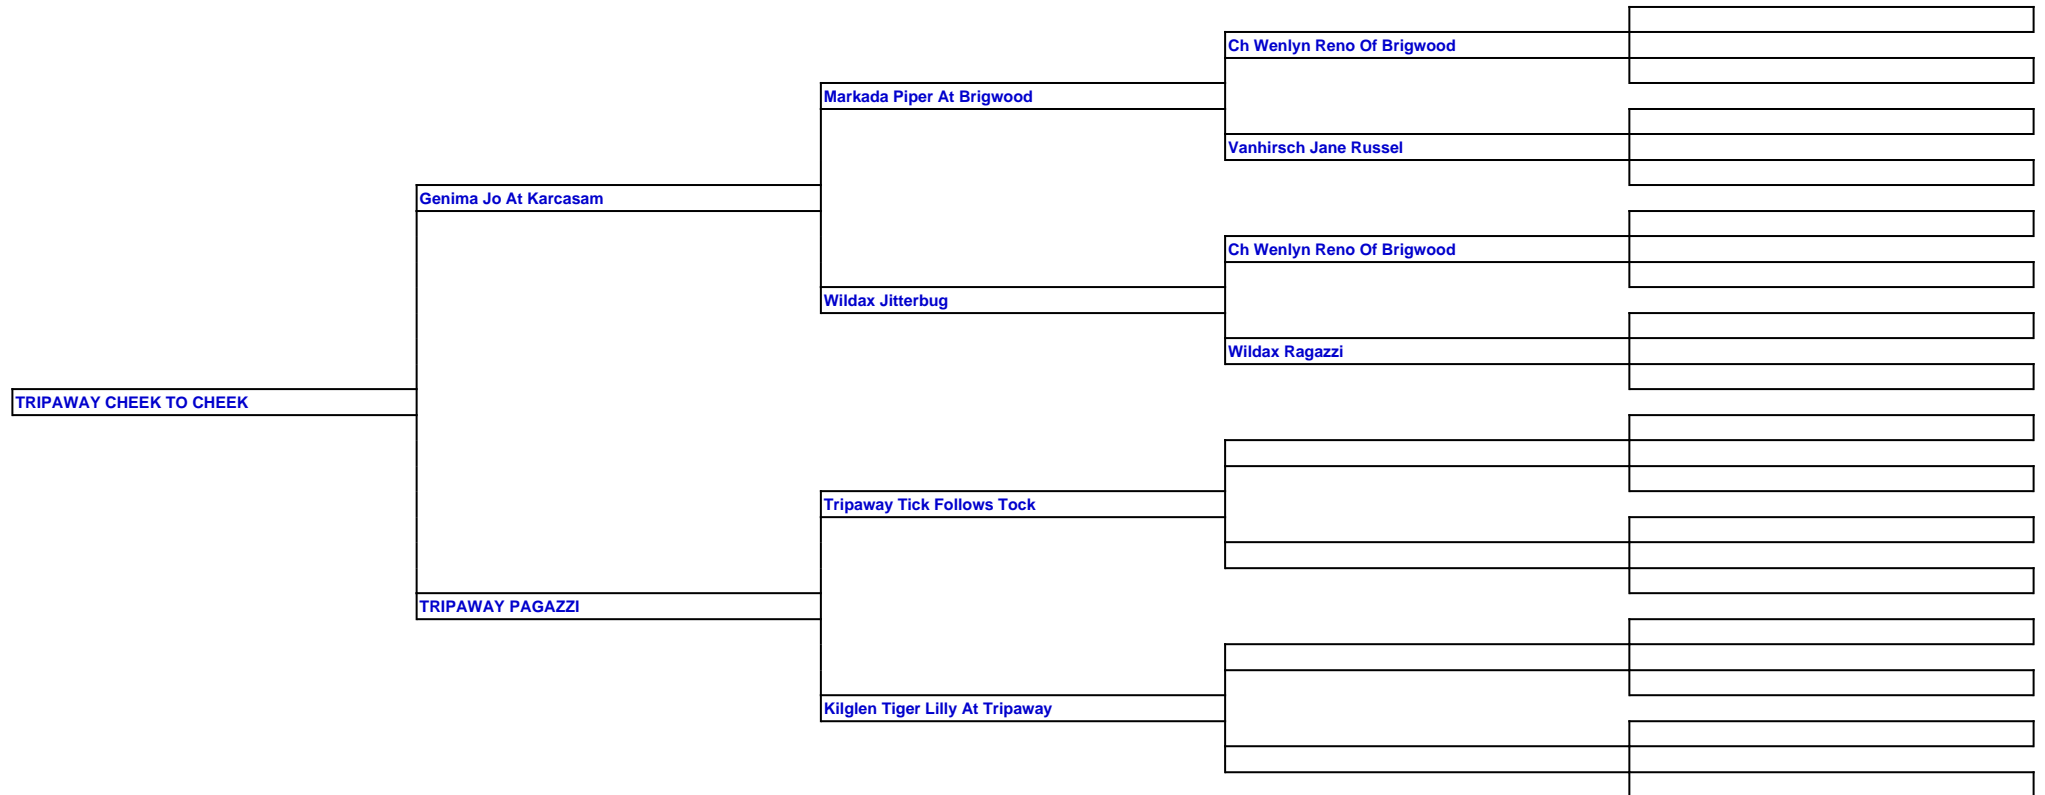 Ch Wenlyn Reno Of Brigwood
Markada Piper At Brigwood
Vanhirsch Jane Russel
Genima Jo At Karcasam
Ch Wenlyn Reno Of Brigwood
Wildax Jitterbug
Wildax Ragazzi
TRIPAWAY CHEEK TO CHEEK
Tripaway Tick Follows Tock
TRIPAWAY PAGAZZI
Kilglen Tiger Lilly At Tripaway